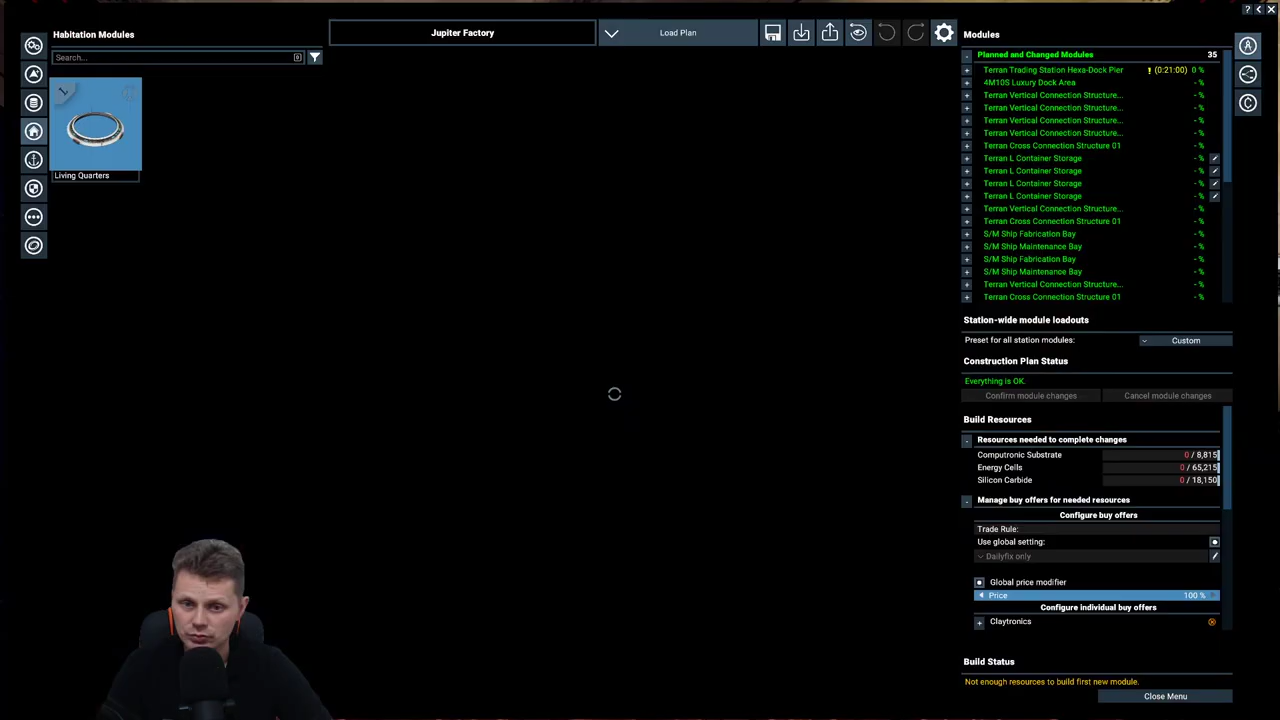 Habitation Modules
Search...
Living Quarters
Jupiter Factory
Load Plan
Modules
Planned and Changed Modules 35
Terran Trading Station Hexa-Dock Pier (0:21:00) 0 %
4M10S Luxury Dock Area - %
Terran Vertical Connection Structure... - %
Terran Vertical Connection Structure... - %
Terran Vertical Connection Structure... - %
Terran Vertical Connection Structure... - %
Terran Cross Connection Structure 01 - %
Terran L Container Storage - %
Terran L Container Storage - %
Terran L Container Storage - %
Terran L Container Storage - %
Terran Vertical Connection Structure... - %
Terran Cross Connection Structure 01 - %
S/M Ship Fabrication Bay - %
S/M Ship Maintenance Bay - %
S/M Ship Fabrication Bay - %
S/M Ship Maintenance Bay - %
Terran Vertical Connection Structure... - %
Terran Cross Connection Structure 01 - %
Station-wide module loadouts
Preset for all station modules: Custom
Construction Plan Status
Everything is OK.
Confirm module changes Cancel module changes
Build Resources
Resources needed to complete changes
Computronic Substrate 0 / 8,815
Energy Cells 0 / 65,215
Silicon Carbide 0 / 18,150
Manage buy offers for needed resources
Configure buy offers
Trade Rule:
Use global setting:
Dailyfix only
Global price modifier
Price 100 %
Configure individual buy offers
Claytronics
Build Status
Not enough resources to build first new module.
Close Menu